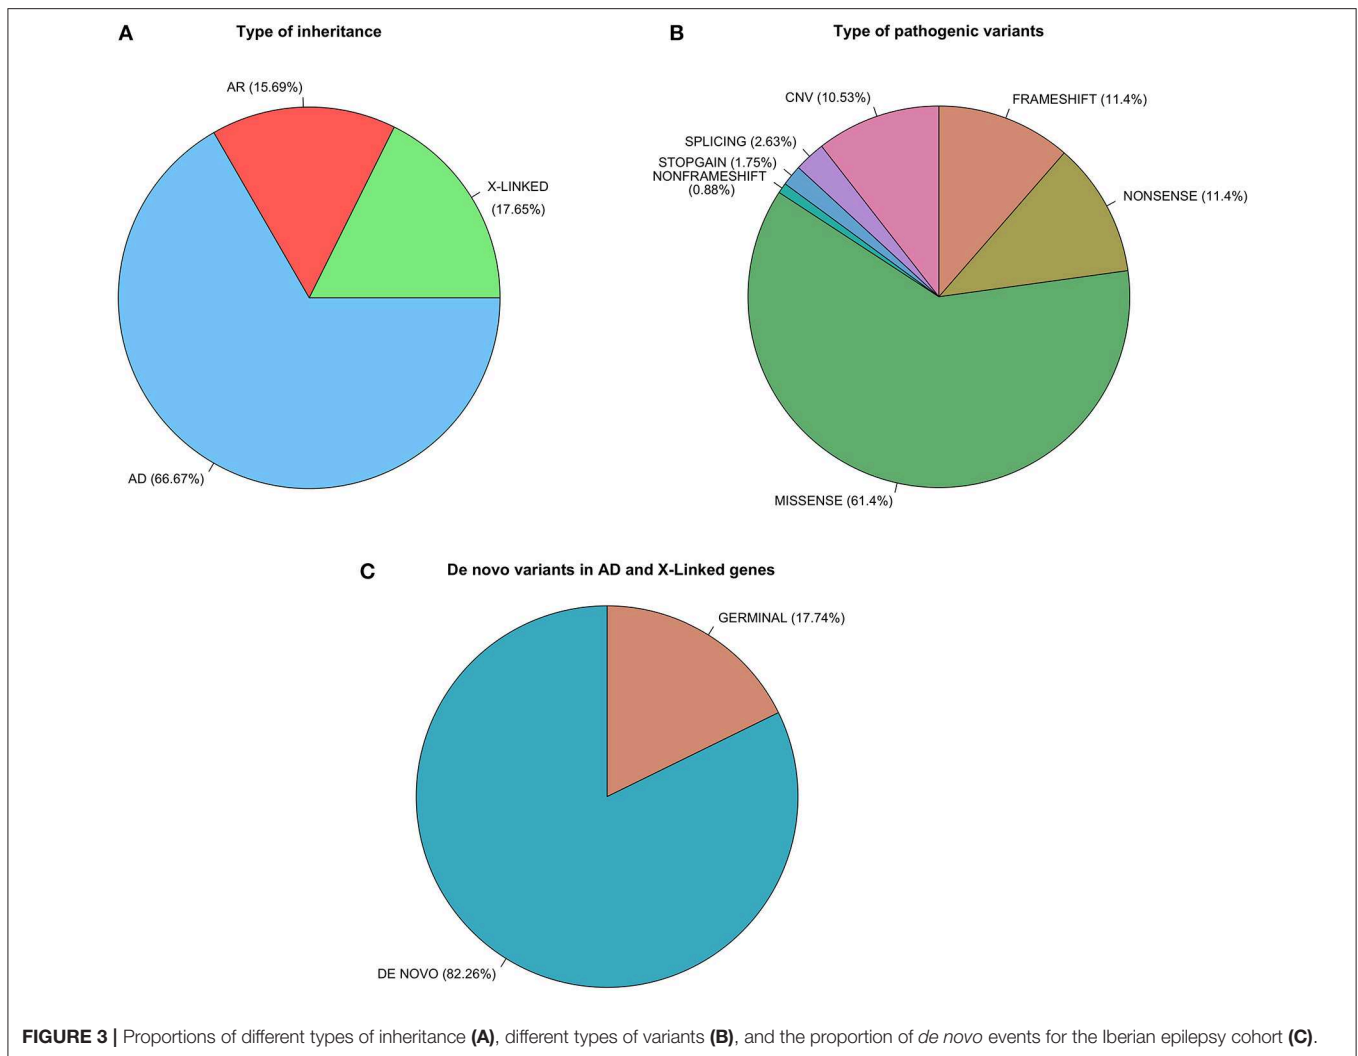 A
Type of inheritance
AR (15.69%)
X-LINKED
(17.65%)
AD (66.67%)
B
Type of pathogenic variants
CNV (10.53%)
FRAMESHIFT (11.4%)
SPLICING (2.63%)
STOPGAIN (1.75%)
NONFRAMESHIFT
(0.88%)
NONSENSE (11.4%)
MISSENSE (61.4%)
C
De novo variants in AD and X-Linked genes
GERMINAL (17.74%)
DE NOVO (82.26%)
FIGURE 3 | Proportions of different types of inheritance (A), different types of variants (B), and the proportion of de novo events for the Iberian epilepsy cohort (C).